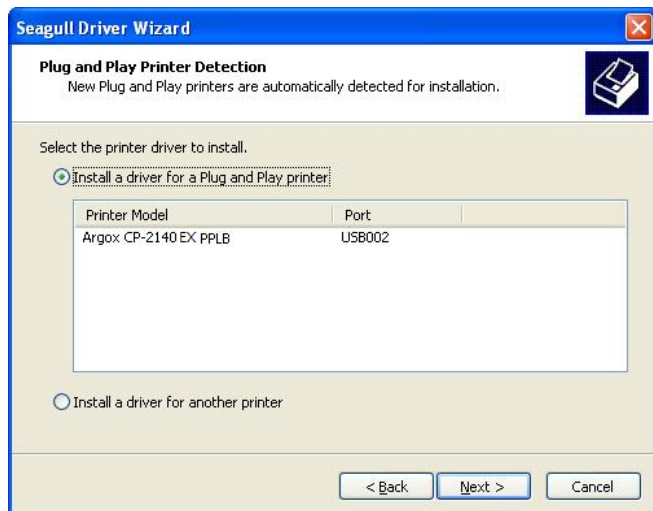 Seagull Driver Wizard
Plug and Play Printer Detection
New Plug and Play printers are automatically detected for installation.
Select the printer driver to install.
Install a driver for a Plug and Play printer
Printer Model Port
Argox CP-2140 EX PPLB USB002
Install a driver for another printer
< Back Next > Cancel